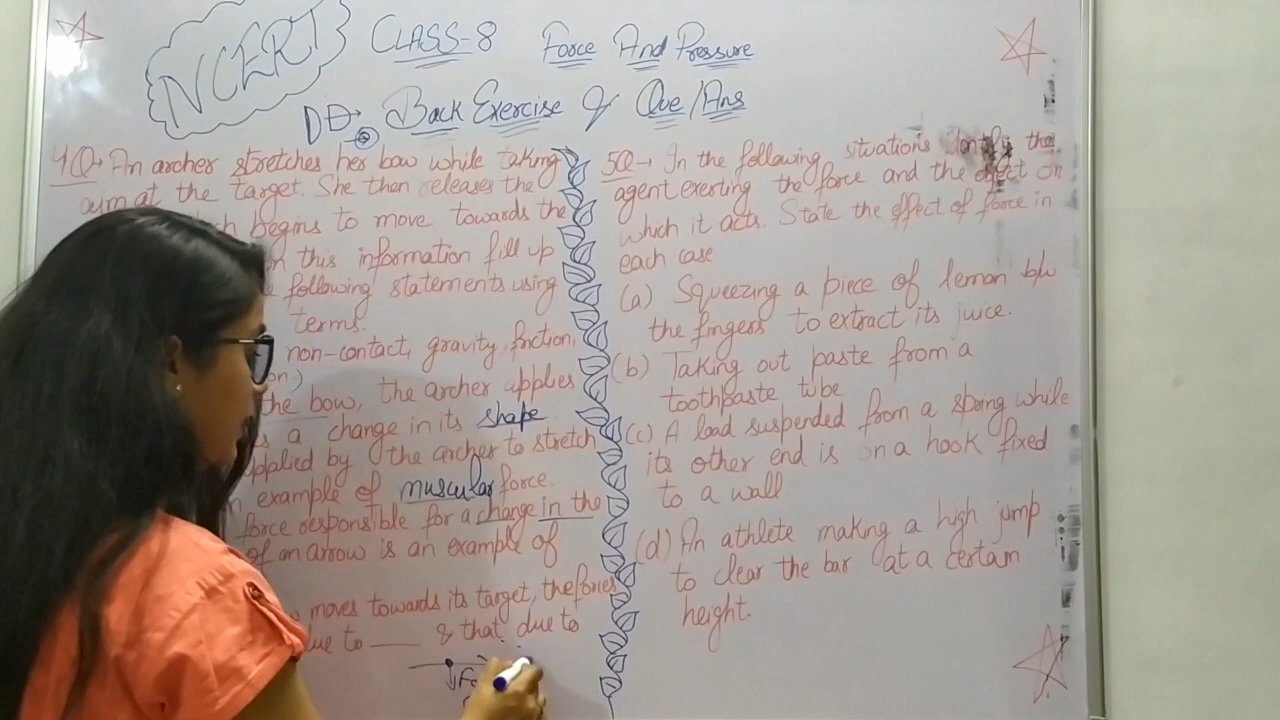 NCERT
CLASS-8 Force And Pressure
Back Exercise of Que/Ans
4Q→ An archer stretches her bow while taking
aim at the target. She then releases the
begins to move towards the
this information fill up
following statements using
terms.
non-contact, gravity, friction,
the bow, the archer applies
a change in its shape
applied by the archer to stretch
example of muscular force.
force responsible for a change in the
of an arrow is an example of
moves towards its target, the forces
due to ____ & that due to
5Q→ In the following situations the
agent exerting the force and the object on
which it acts. State the effect of force in
each case
(a) Squeezing a piece of lemon b/w
the fingers to extract its juice.
(b) Taking out paste from a
toothpaste tube
(c) A load suspended from a spring while
its other end is on a hook fixed
to a wall
(d) An athlete making a high jump
to clear the bar at a certain
height.